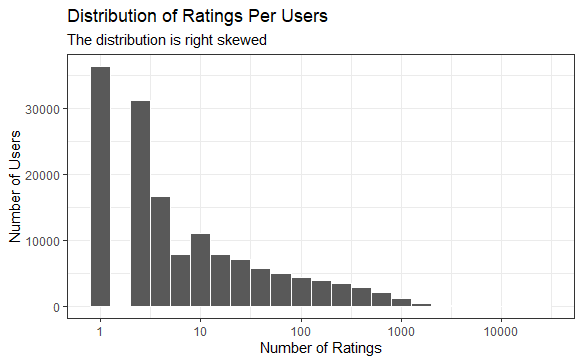 Distribution of Ratings Per Users
The distribution is right skewed
Number of Users
30000
20000
10000
0
1 10 100 1000 10000
Number of Ratings